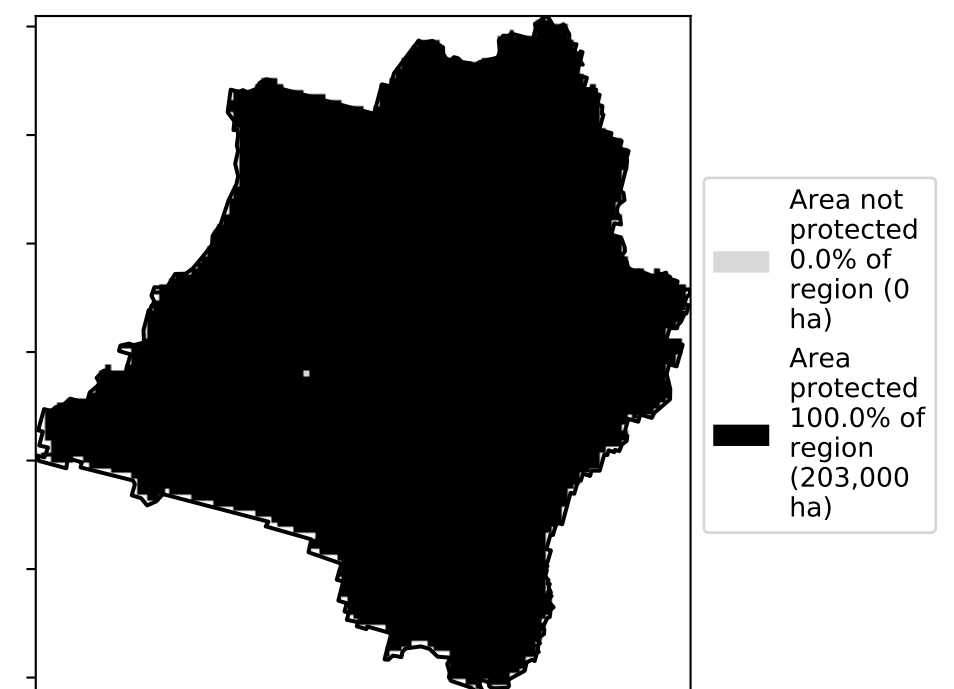 Area not
protected
0.0% of
region (0
ha)
Area
protected
100.0% of
region
(203,000
ha)